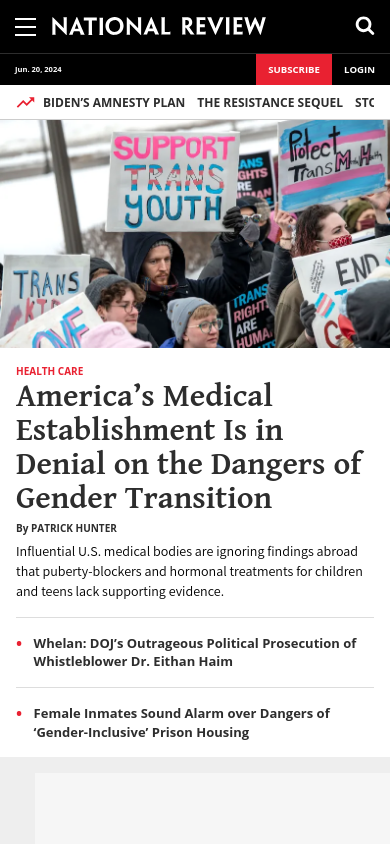 NATIONAL REVIEW
Jun. 20, 2024
SUBSCRIBE
LOGIN
BIDEN’S AMNESTY PLAN THE RESISTANCE SEQUEL
SUPPORT
TRANS
YOUTH
TRANS
RIGHTS
ARE
HUMAN
Protect
Trans
TRANS
END
HEALTH CARE
America’s Medical
Establishment Is in
Denial on the Dangers of
Gender Transition
By PATRICK HUNTER
Influential U.S. medical bodies are ignoring findings abroad
that puberty-blockers and hormonal treatments for children
and teens lack supporting evidence.
Whelan: DOJ’s Outrageous Political Prosecution of
Whistleblower Dr. Eithan Haim
Female Inmates Sound Alarm over Dangers of
‘Gender-Inclusive’ Prison Housing